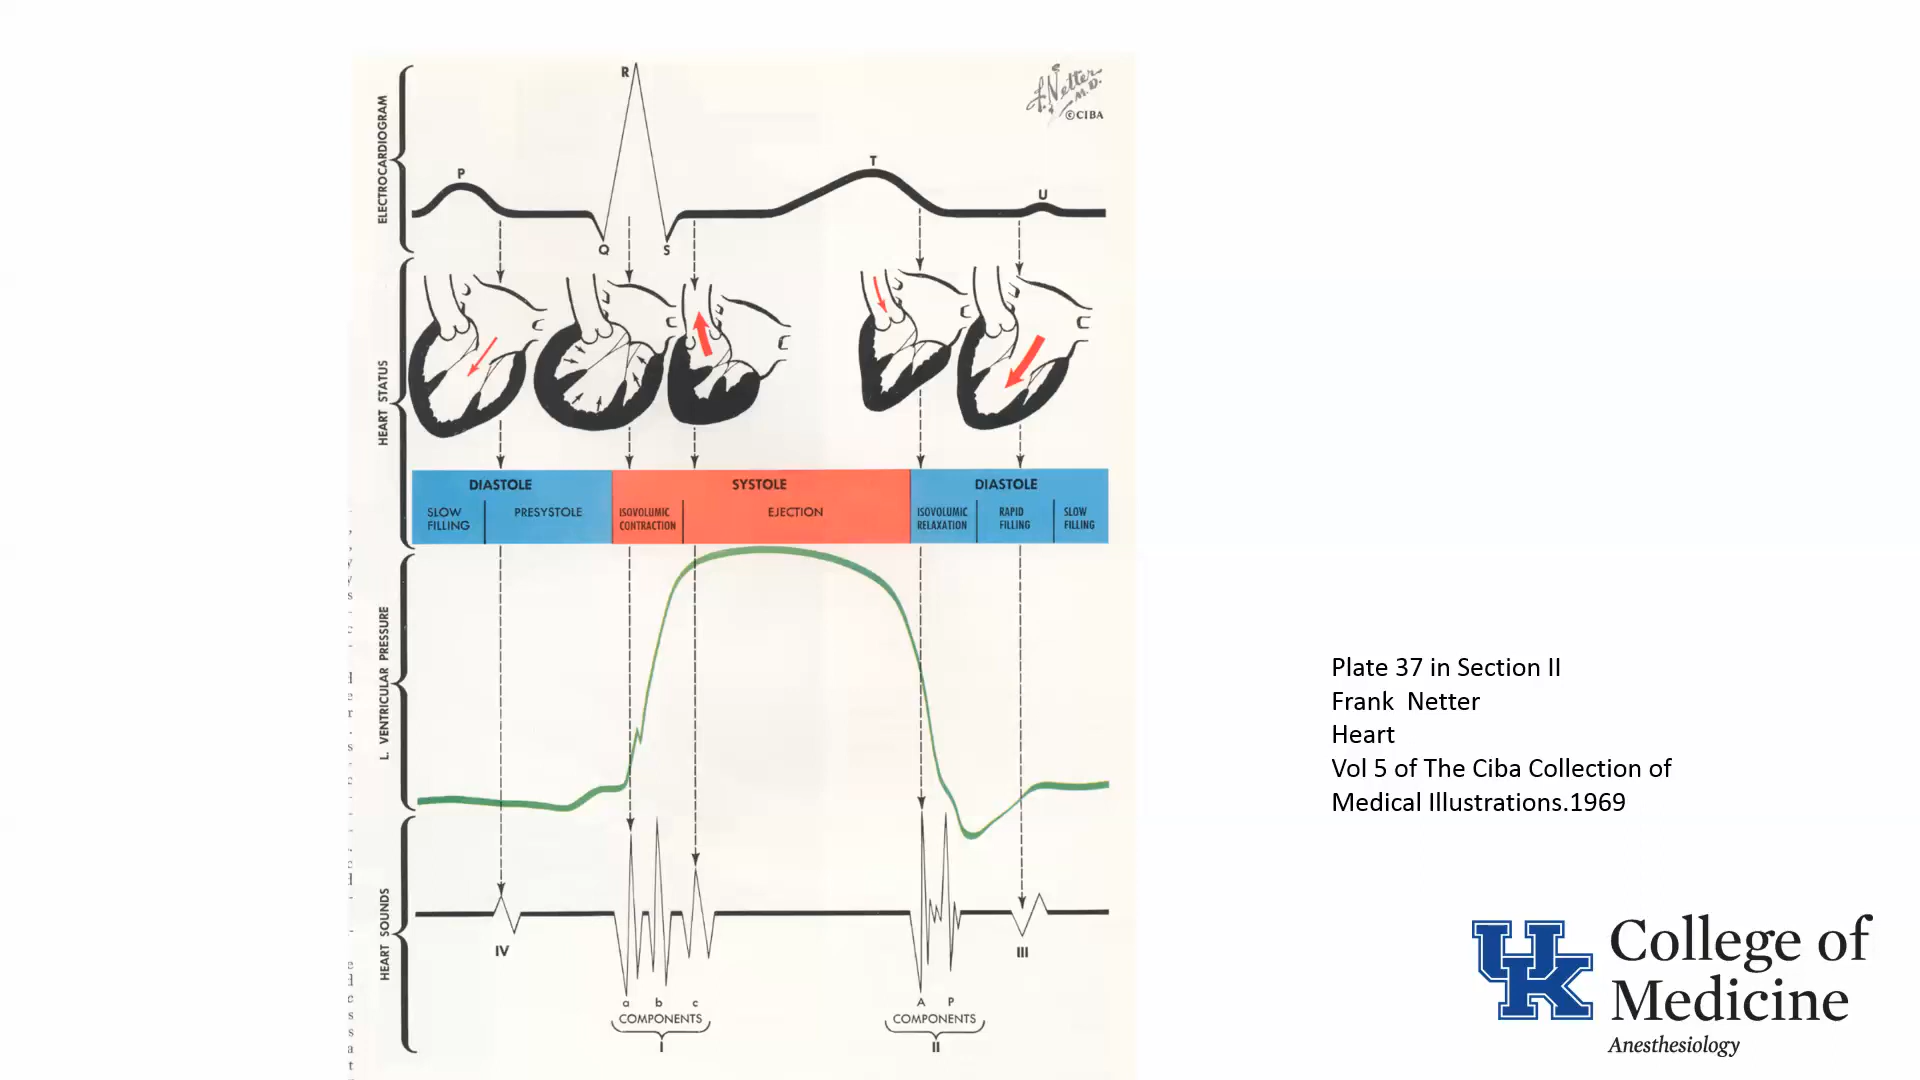 ELECTROCARDIOGRAM
R
P
Q
S
T
U
F. Netter
M.D.
©CIBA
HEART STATUS
DIASTOLE
SYSTOLE
DIASTOLE
SLOW
FILLING
PRESYSTOLE
ISOVOLUMIC
CONTRACTION
EJECTION
ISOVOLUMIC
RELAXATION
RAPID
FILLING
SLOW
FILLING
L. VENTRICULAR PRESSURE
HEART SOUNDS
IV
a b c
COMPONENTS
I
A P
COMPONENTS
II
III
Plate 37 in Section II
Frank Netter
Heart
Vol 5 of The Ciba Collection of
Medical Illustrations.1969
UK
College of
Medicine
Anesthesiology